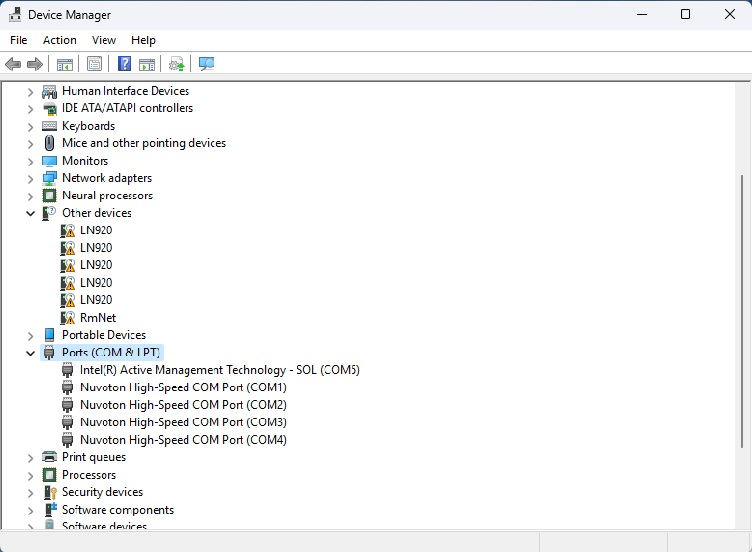 Device Manager
File Action View Help
Human Interface Devices
IDE ATA/ATAPI controllers
Keyboards
Mice and other pointing devices
Monitors
Network adapters
Neural processors
Other devices
LN920
LN920
LN920
LN920
LN920
RmNet
Portable Devices
Ports (COM & LPT)
Intel(R) Active Management Technology - SOL (COM5)
Nuvoton High-Speed COM Port (COM1)
Nuvoton High-Speed COM Port (COM2)
Nuvoton High-Speed COM Port (COM3)
Nuvoton High-Speed COM Port (COM4)
Print queues
Processors
Security devices
Software components
Software devices